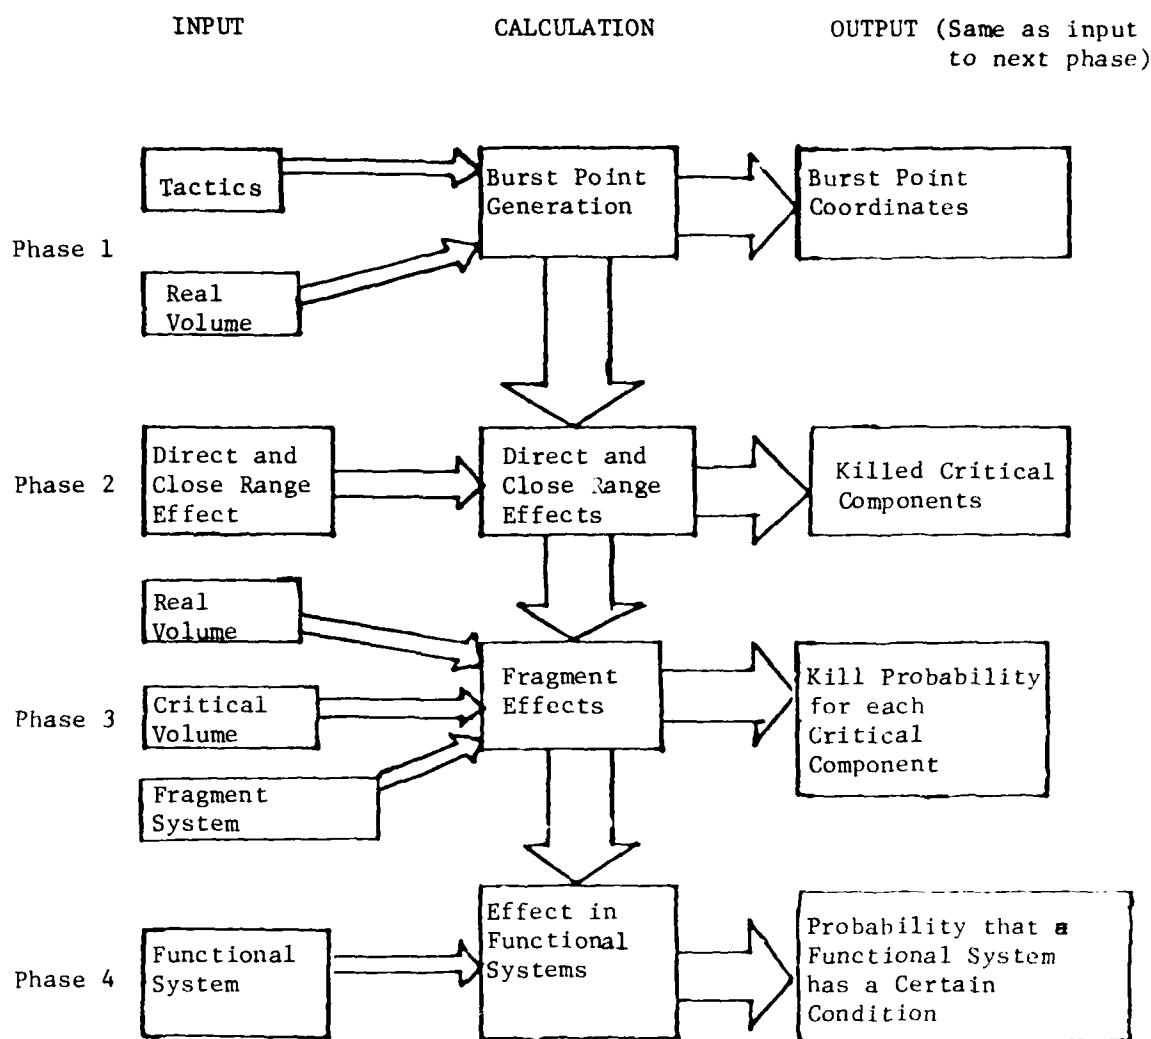 INPUT
CALCULATION
OUTPUT (Same as input
to next phase)
Phase 1
Tactics
Real
Volume
Burst Point
Generation
Burst Point
Coordinates
Phase 2
Direct and
Close Range
Effect
Direct and
Close Range
Effects
Killed Critical
Components
Phase 3
Real
Volume
Critical
Volume
Fragment
System
Fragment
Effects
Kill Probability
for each
Critical
Component
Phase 4
Functional
System
Effect in
Functional
Systems
Probability that a
Functional System
has a Certain
Condition